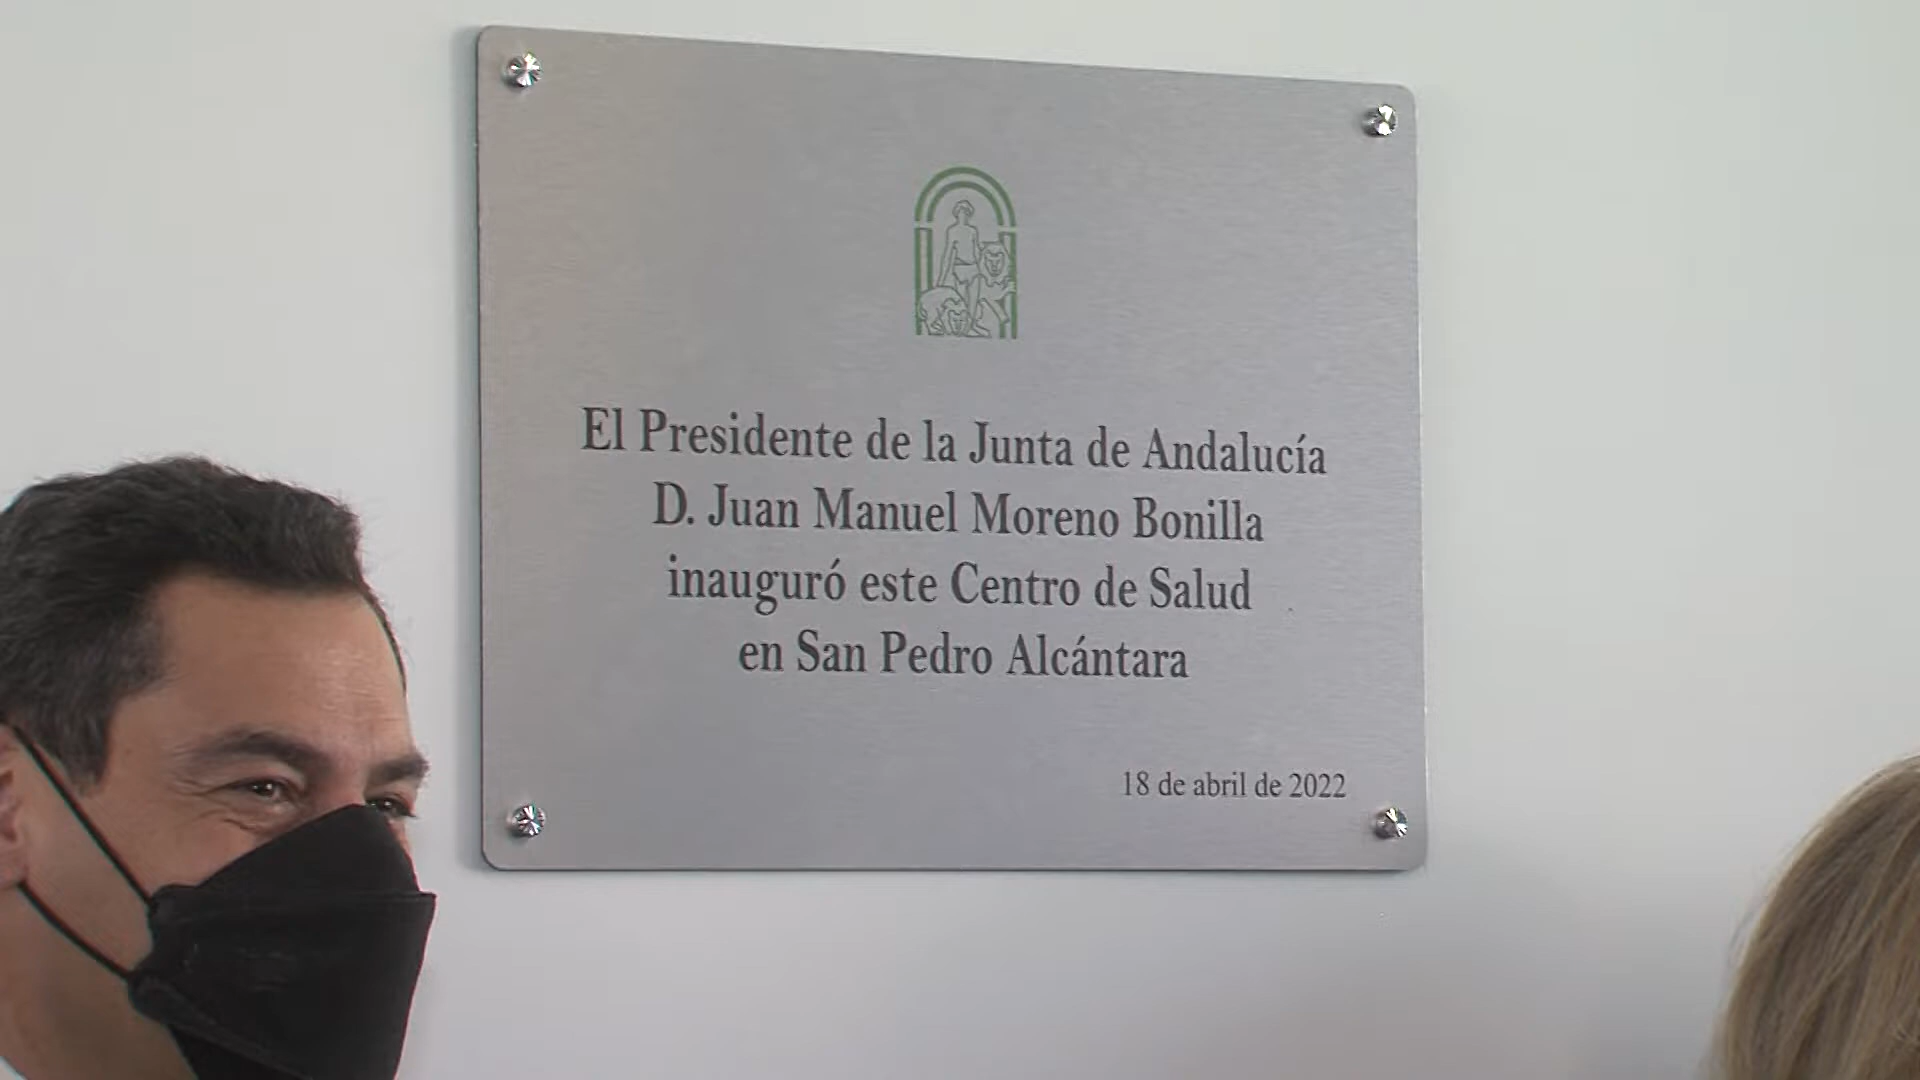 El Presidente de la Junta de Andalucía
D. Juan Manuel Moreno Bonilla
inauguró este Centro de Salud
en San Pedro Alcántara
18 de abril de 2022